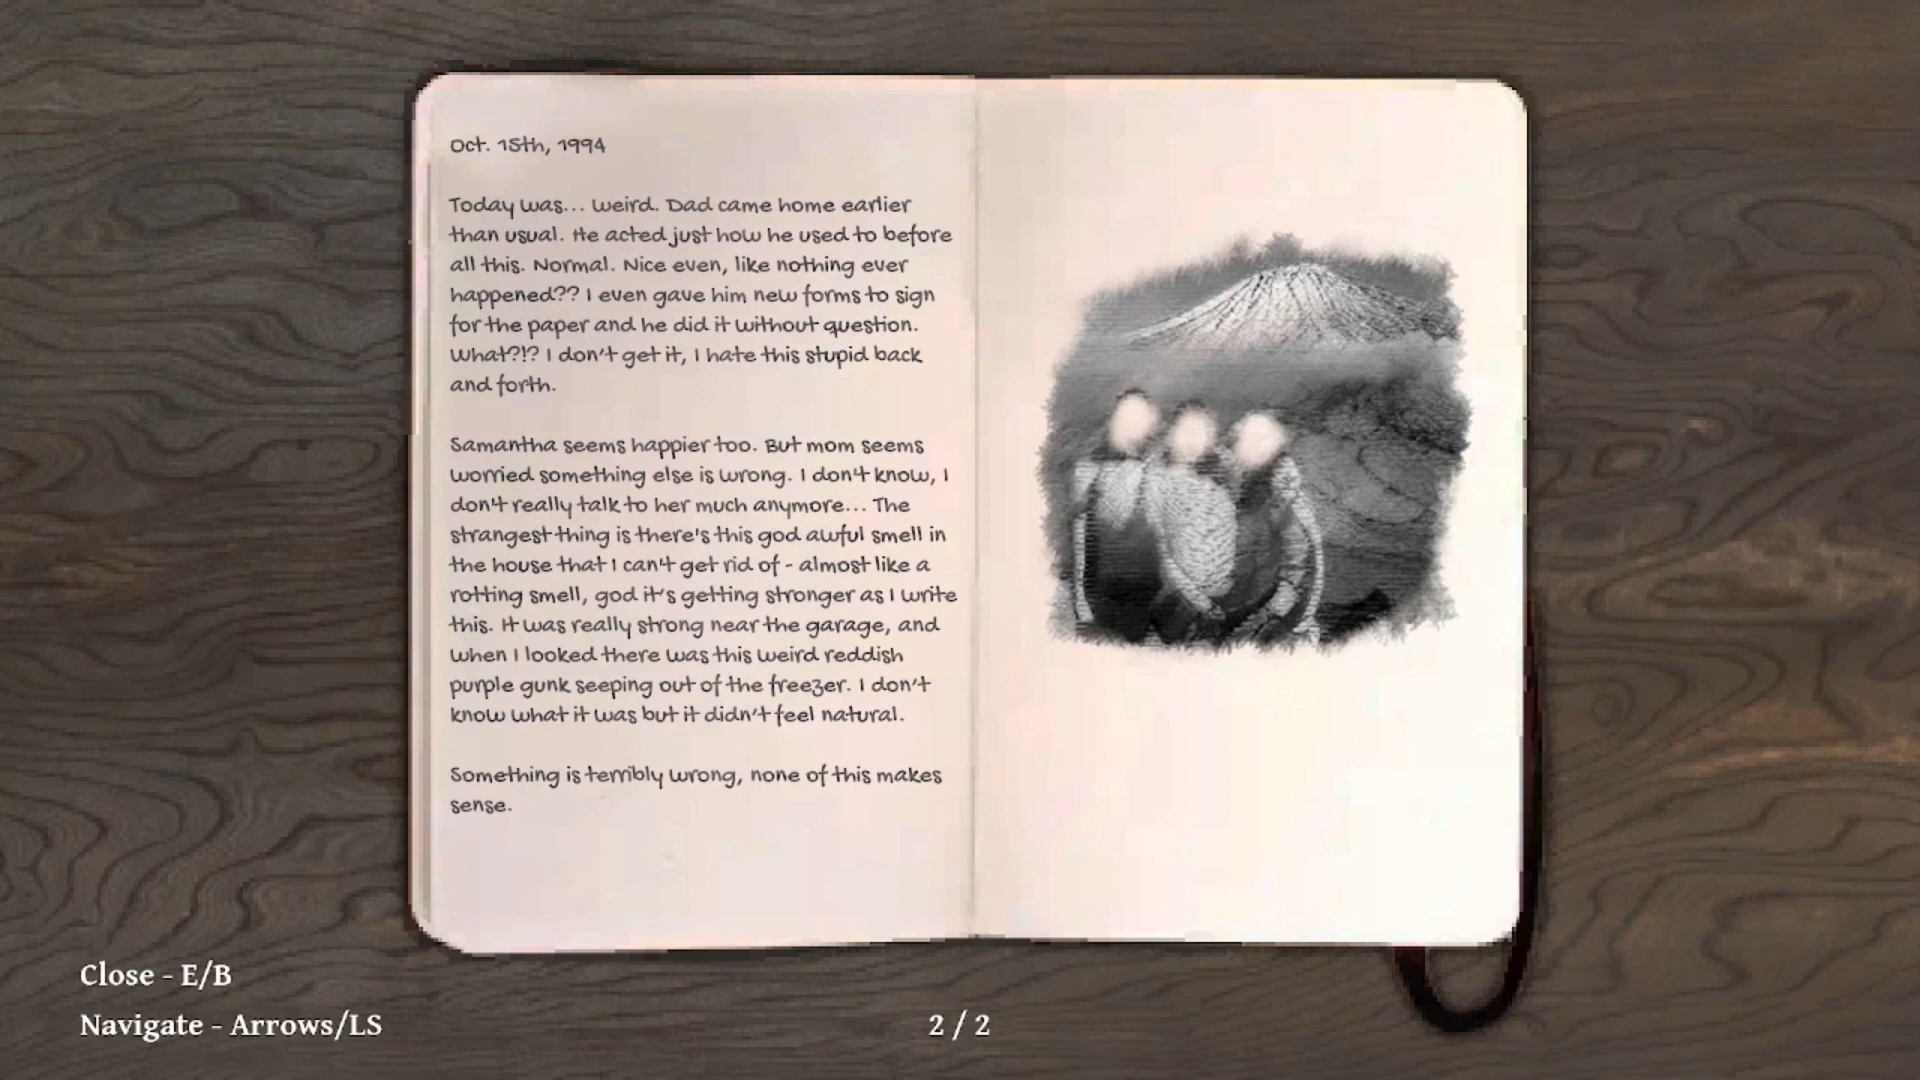 Oct. 15th, 1994
Today was... weird. Dad came home earlier
than usual. He acted just how he used to before
all this. Normal. Nice even, like nothing ever
happened?? I even gave him new forms to sign
for the paper and he did it without question.
What?!? I don't get it, I hate this stupid back
and forth.
Samantha seems happier too. But mom seems
worried something else is wrong. I don't know, I
don't really talk to her much anymore... The
strangest thing is there's this god awful smell in
the house that I can't get rid of - almost like a
rotting smell, god it's getting stronger as I write
this. It was really strong near the garage, and
when I looked there was this weird reddish
purple gunk seeping out of the freezer. I don't
know what it was but it didn't feel natural.
Something is terribly wrong, none of this makes
sense.
Close - E/B
Navigate - Arrows/LS
2 / 2